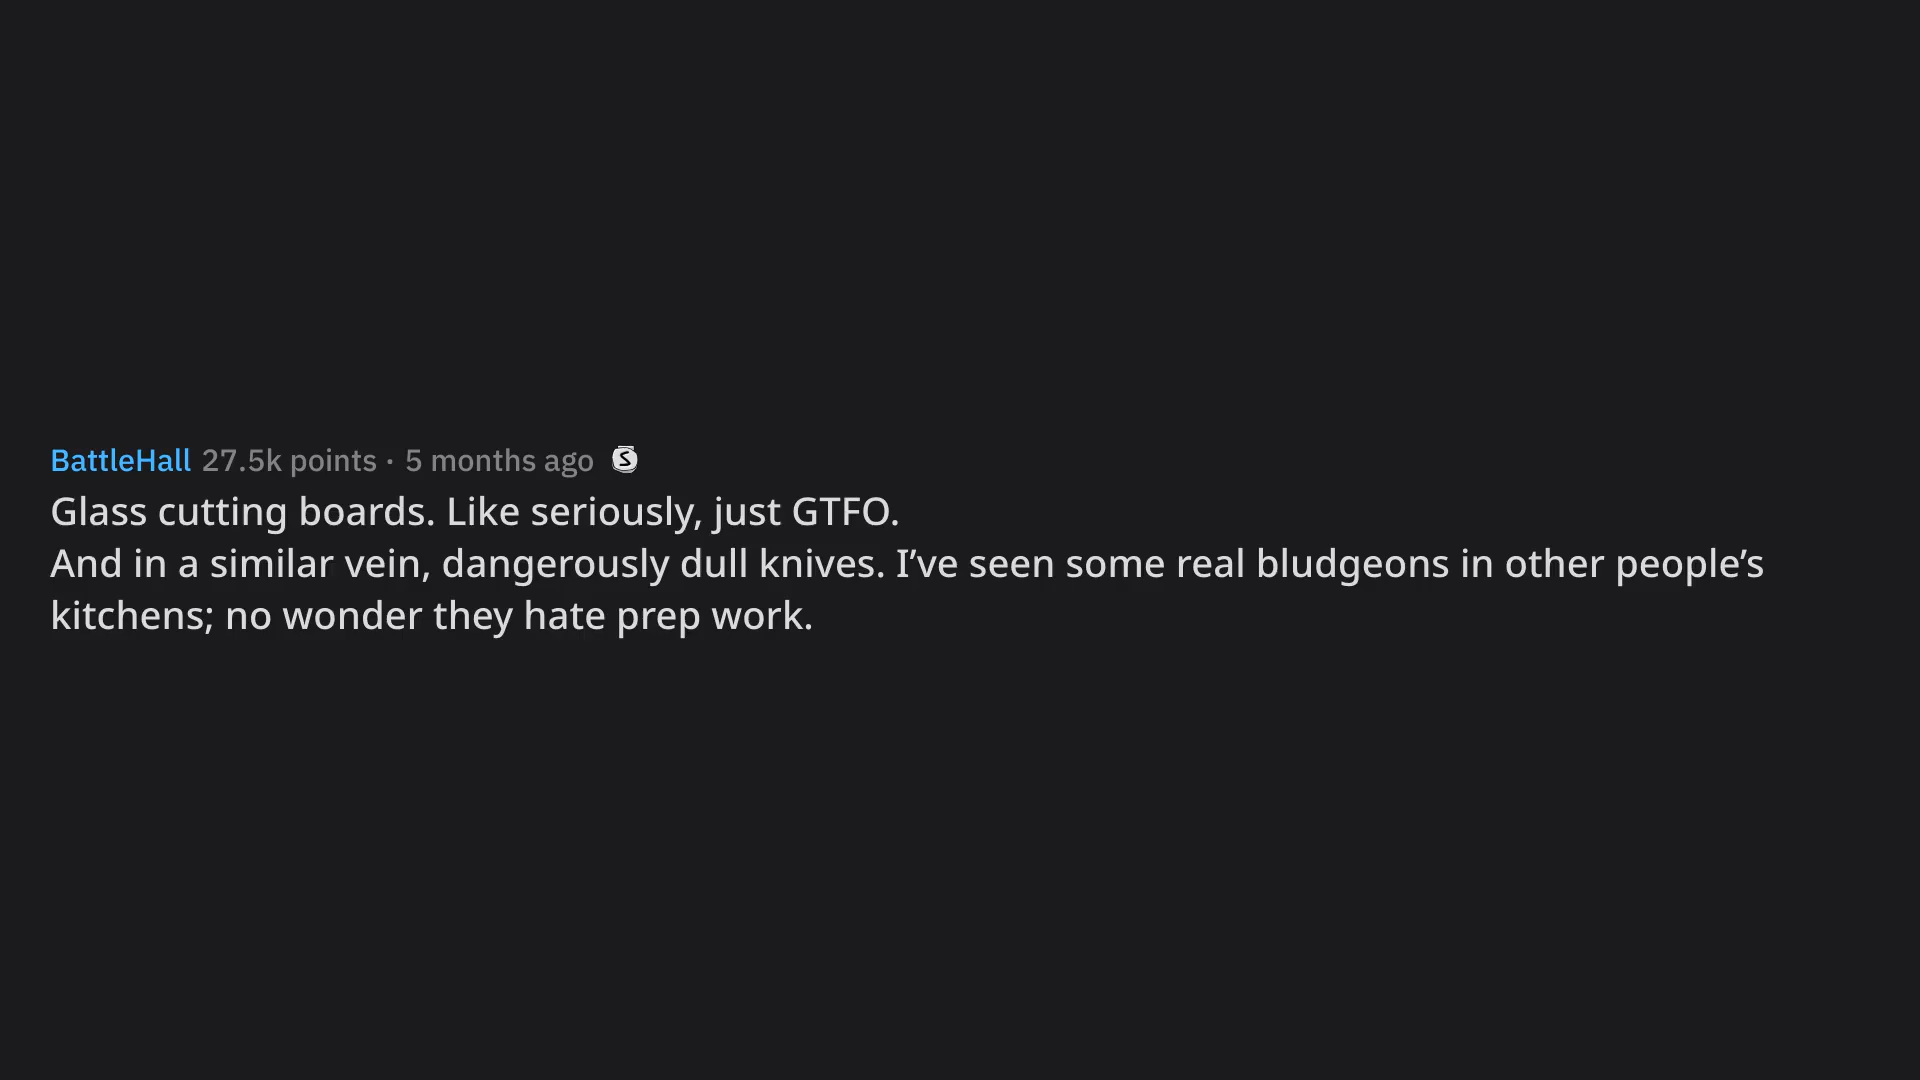 BattleHall 27.5k points · 5 months ago S
Glass cutting boards. Like seriously, just GTFO.
And in a similar vein, dangerously dull knives. I’ve seen some real bludgeons in other people’s
kitchens; no wonder they hate prep work.